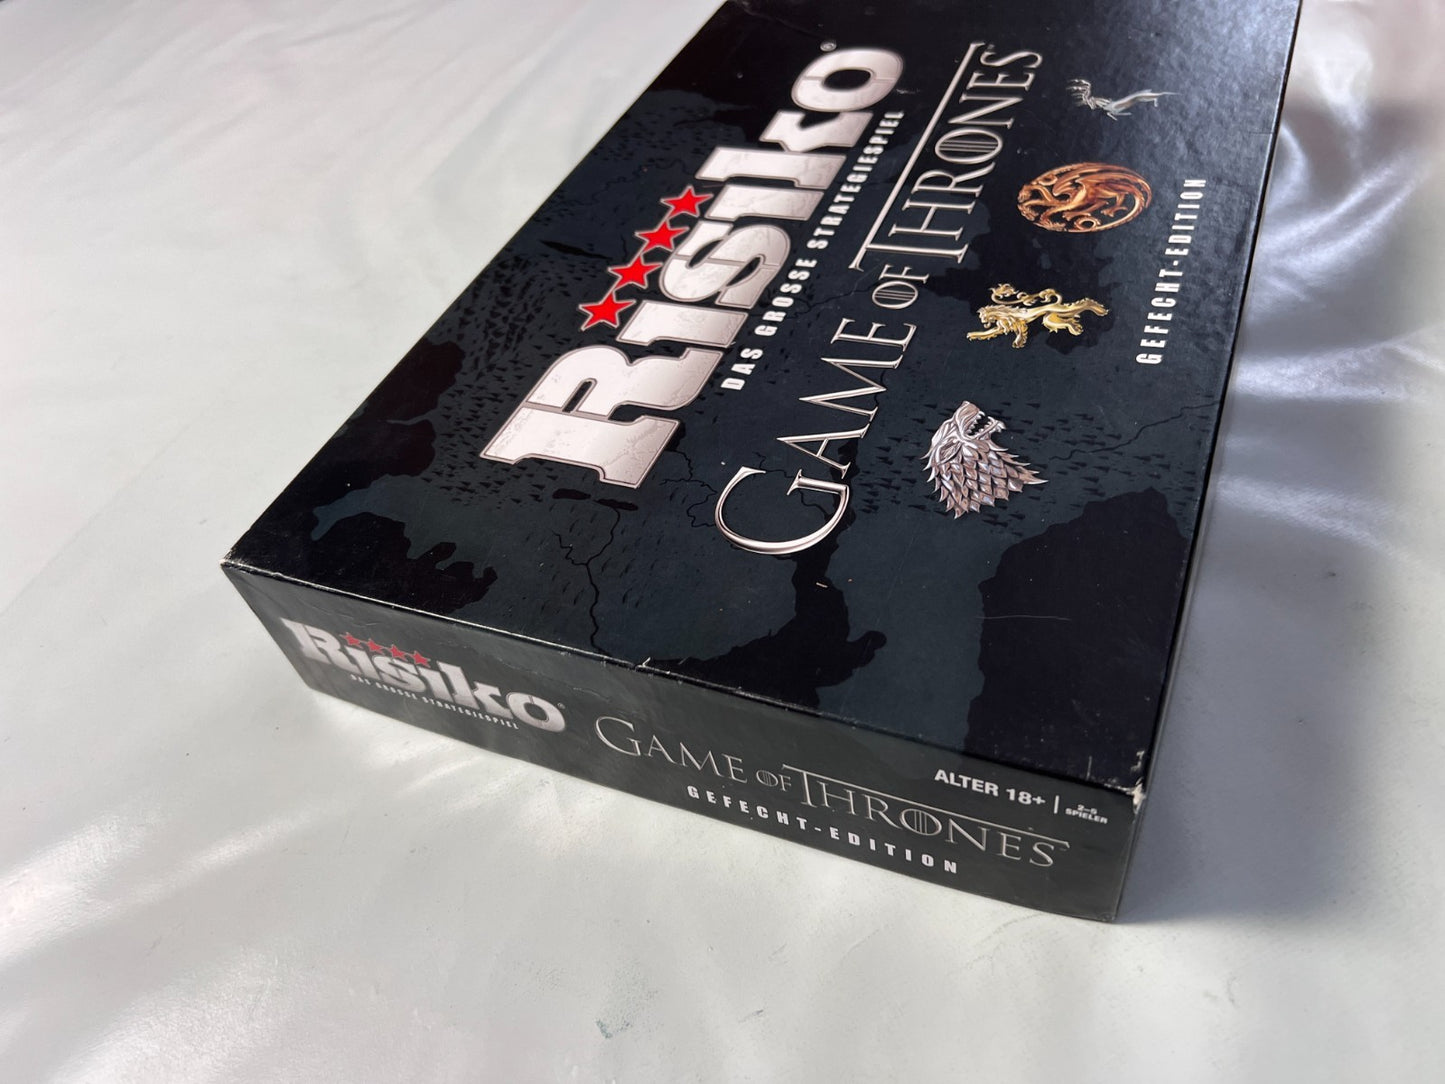 RiSiKO®
DAS GROSSE STRATEGIESPIEL
GAME OF THRONES
GEFECHT-EDITION
RiSiKO®
DAS GROSSE STRATEGIESPIEL
GAME OF THRONES
GEFECHT-EDITION
ALTER 18+ | 2–5 SPIELER